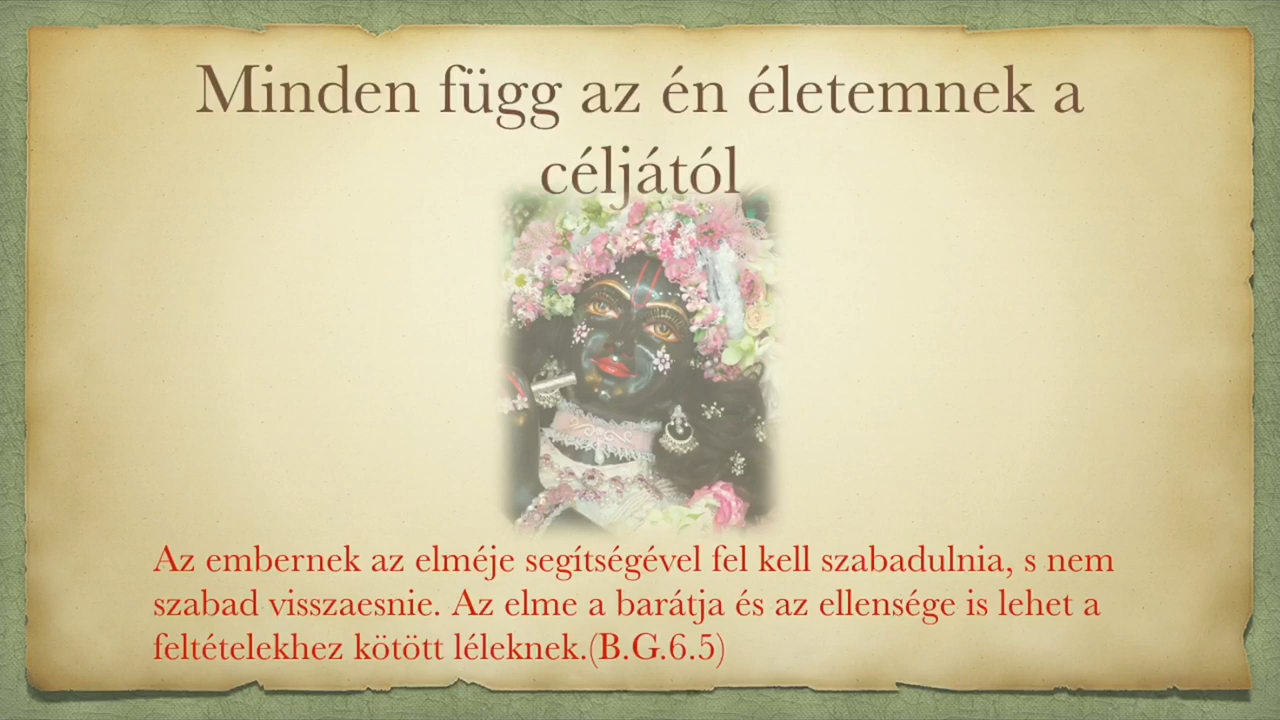 Minden függ az én életemnek a
céljától
Az embernek az elméje segítségével fel kell szabadulnia, s nem
szabad visszaesnie. Az elme a barátja és az ellensége is lehet a
feltételekhez kötött léleknek.(B.G.6.5)